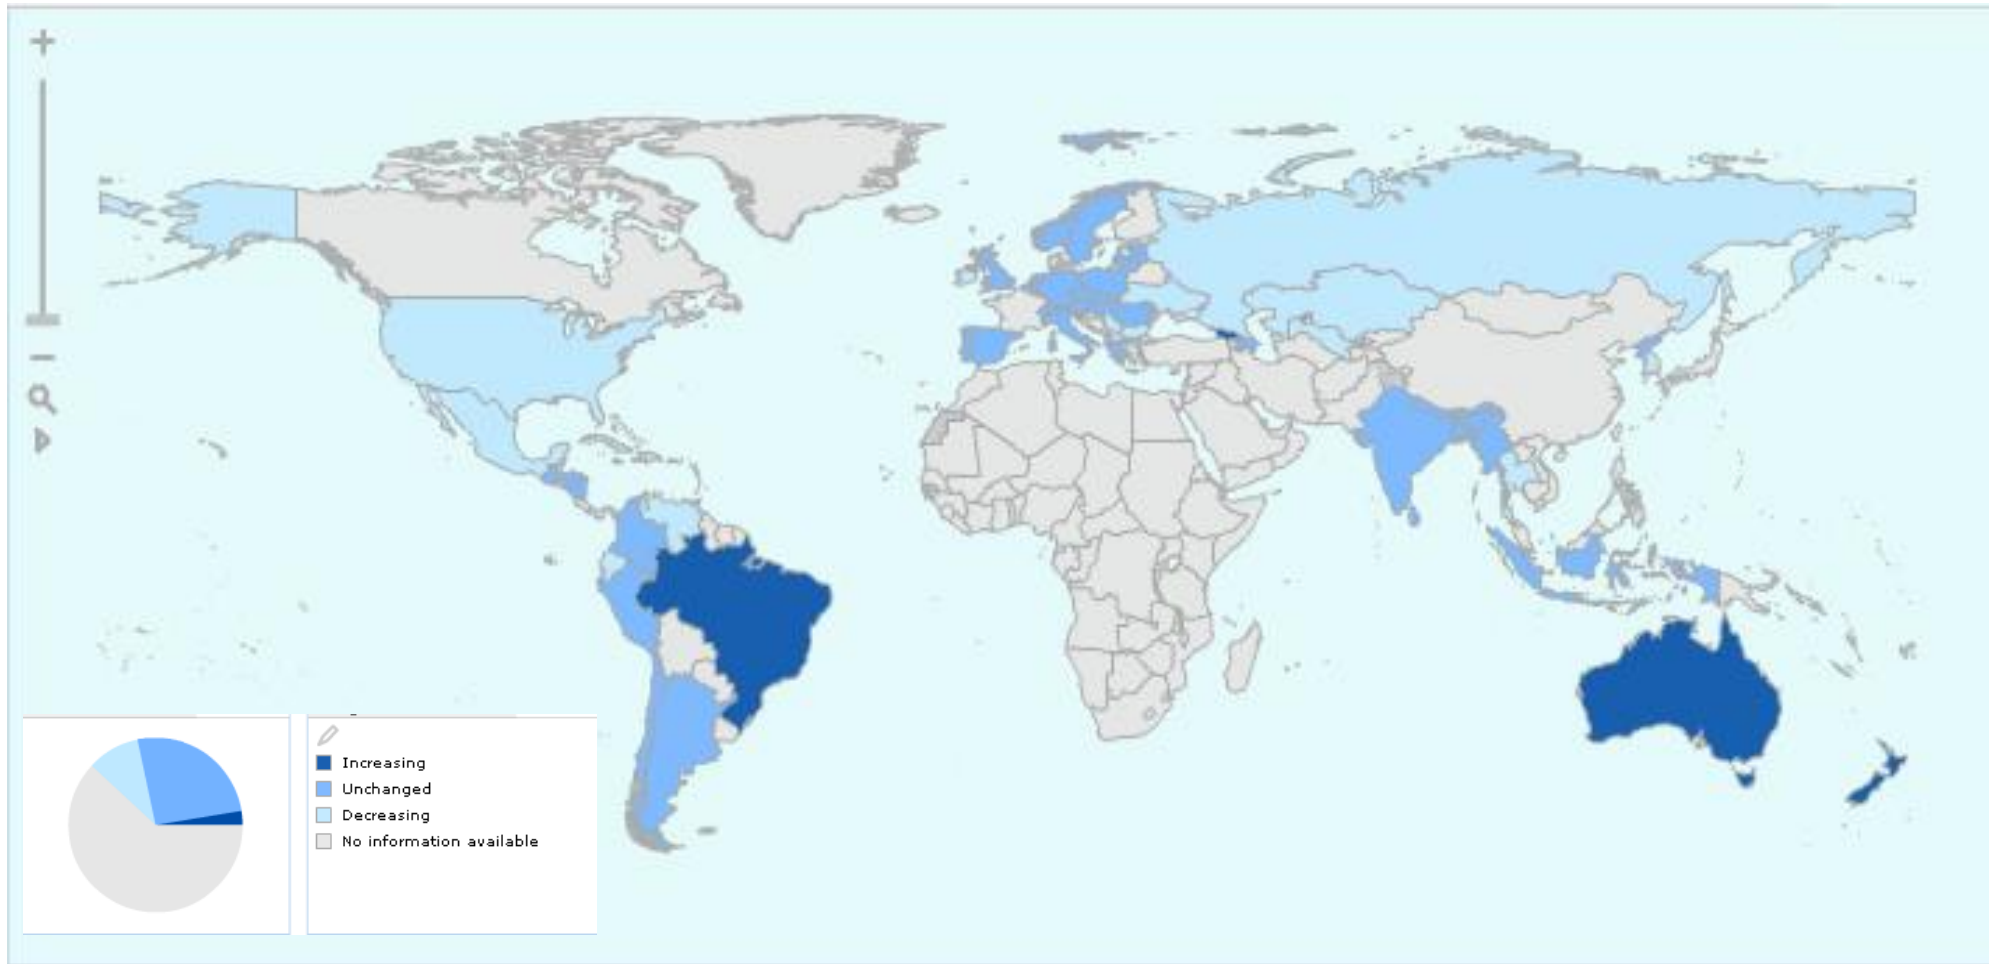 Increasing
Unchanged
Decreasing
No information available